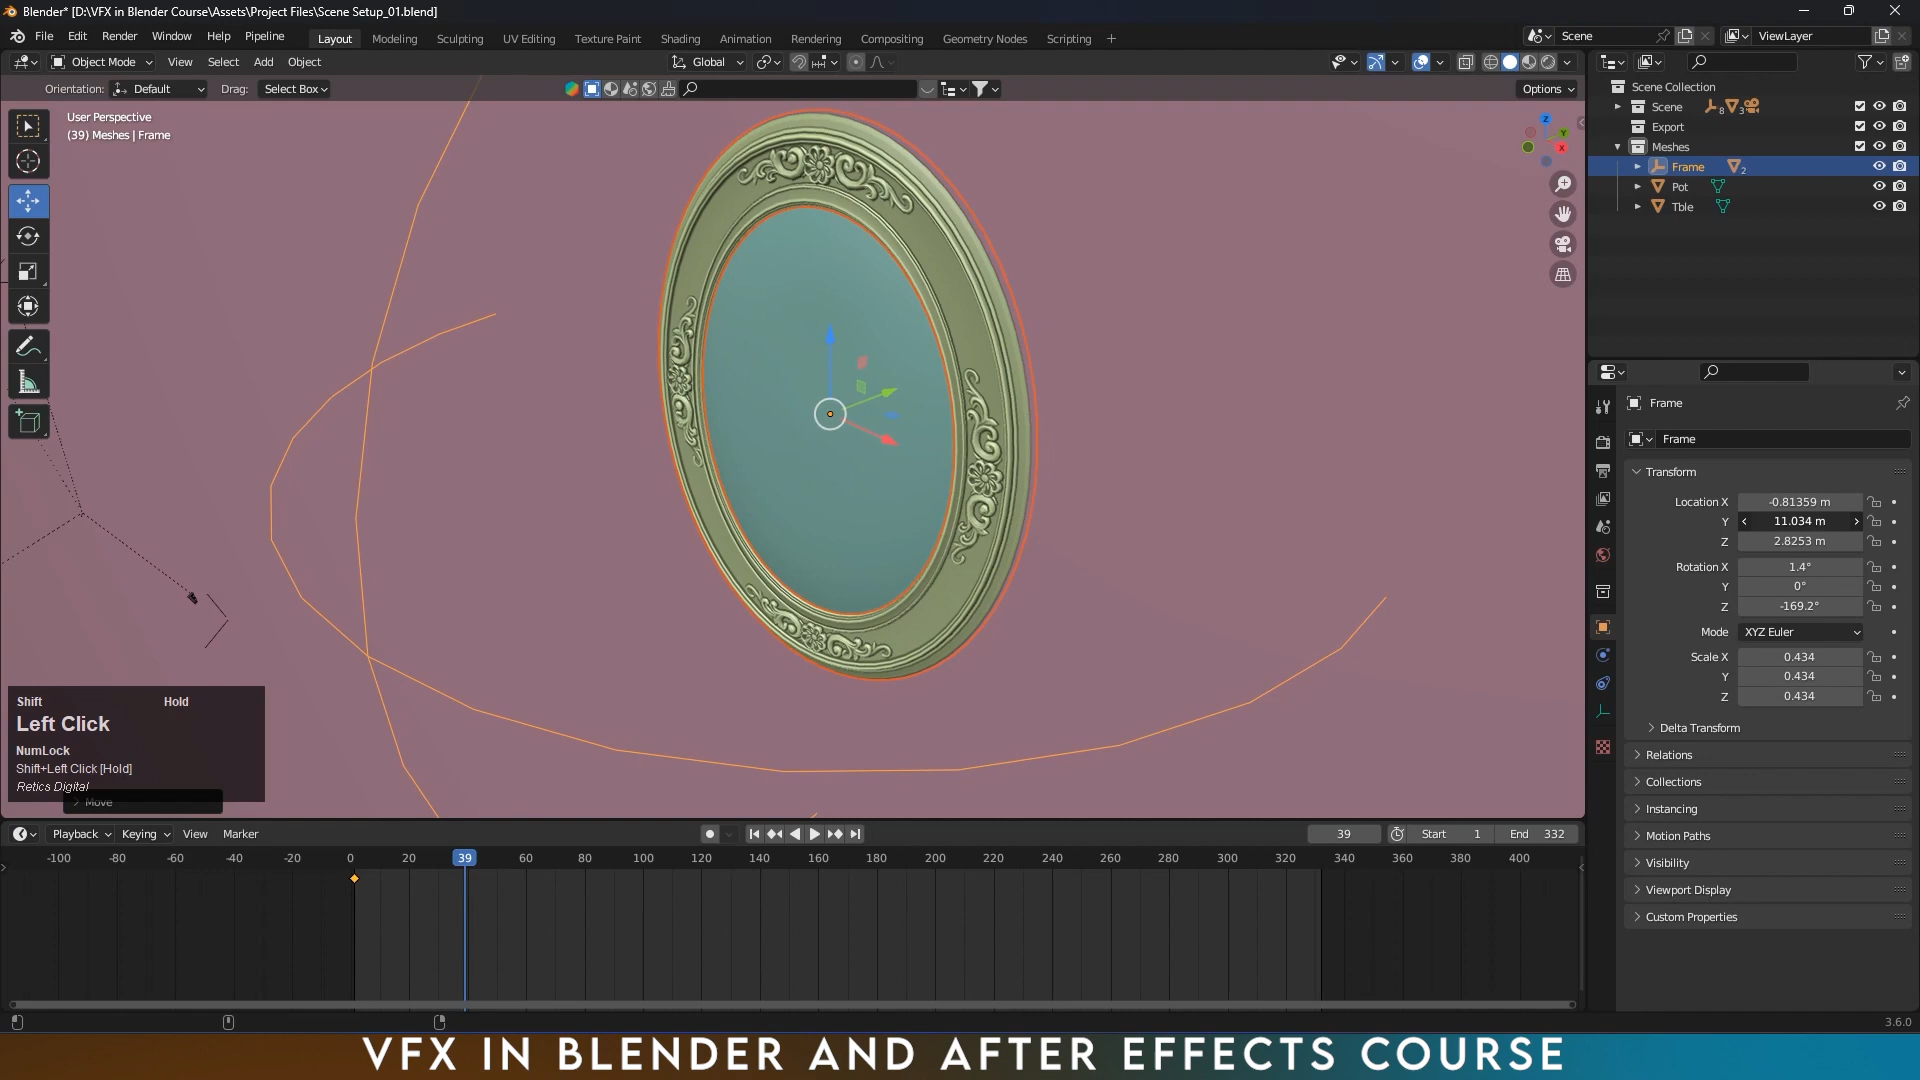 Blender* [D:\VFX in Blender Course\Assets\Project Files\Scene Setup_01.blend]
File Edit Render Window Help Pipeline Layout Modeling Sculpting UV Editing Texture Paint Shading Animation Rendering Compositing Geometry Nodes Scripting + Scene ViewLayer
Object Mode View Select Add Object Global
Orientation: Default Drag: Select Box Options
User Perspective
(39) Meshes | Frame
Scene Collection
Scene 8 3
Export
Meshes
Frame 2
Pot
Tble
Z
Y
X
Frame
Frame
Transform
Location X -0.81359 m
Y 11.034 m
Z 2.8253 m
Rotation X 1.4°
Y 0°
Z -169.2°
Mode XYZ Euler
Scale X 0.434
Y 0.434
Z 0.434
Delta Transform
Relations
Collections
Instancing
Motion Paths
Visibility
Viewport Display
Custom Properties
Shift Hold
Left Click
NumLock
Shift+Left Click [Hold]
Retics Digital
Move
Playback Keying View Marker 39 Start 1 End 332
-100 -80 -60 -40 -20 0 20 39 60 80 100 120 140 160 180 200 220 240 260 280 300 320 340 360 380 400
3.6.0
VFX IN BLENDER AND AFTER EFFECTS COURSE